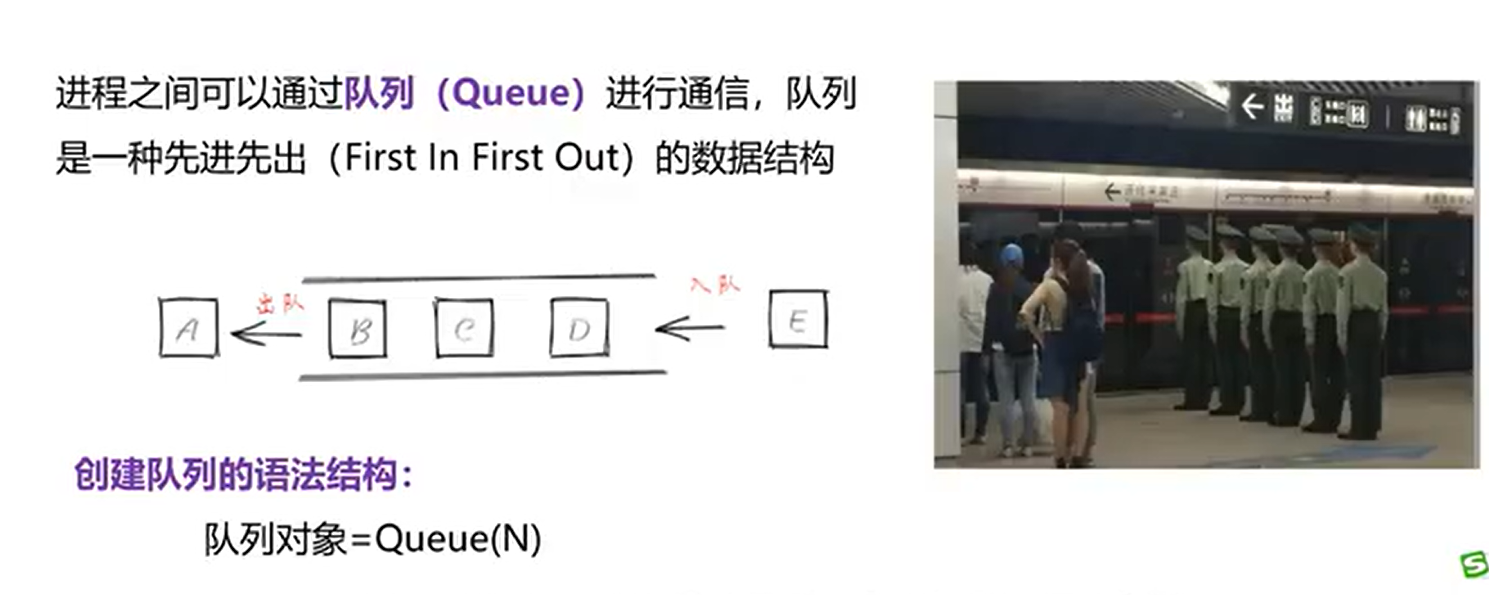 进程之间可以通过队列（Queue）进行通信，队列
是一种先进先出（First In First Out）的数据结构
出队
入队
A B C D E
创建队列的语法结构：
队列对象=Queue(N)
出
S